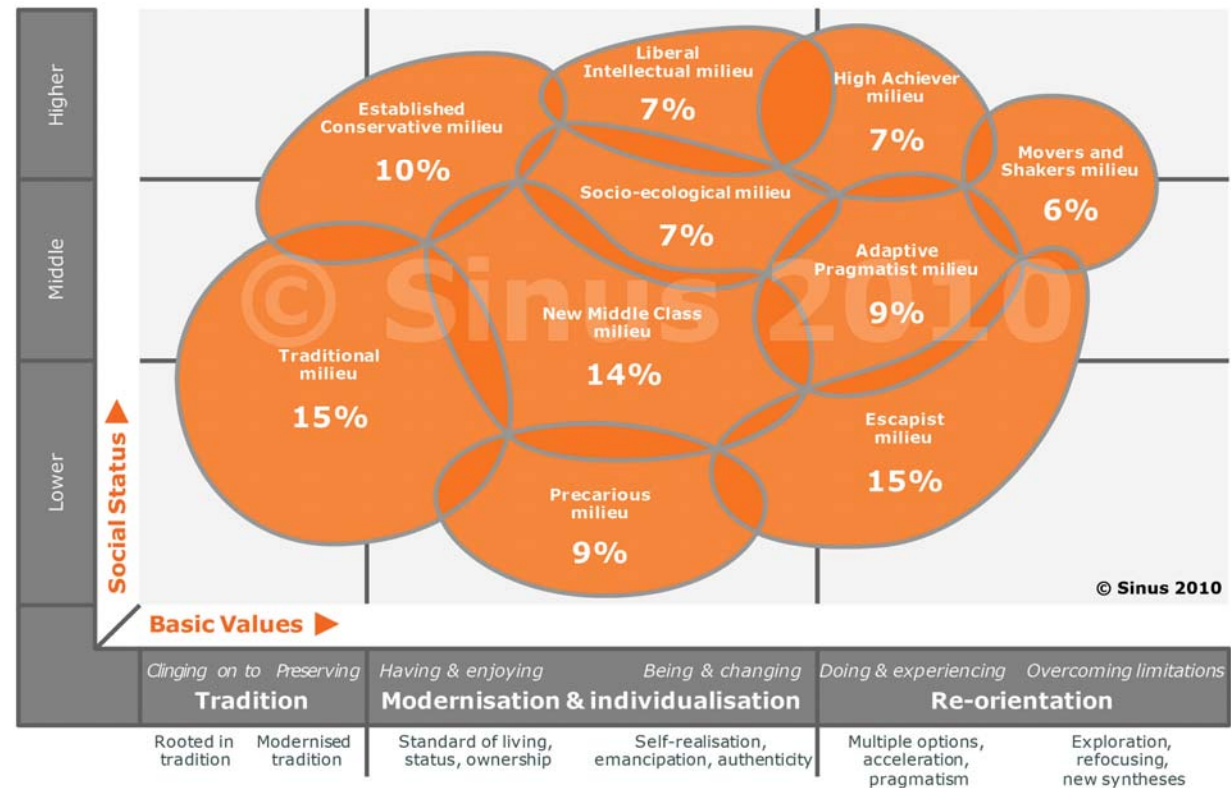 Higher
Middle
Lower
Social Status
Liberal
Intellectual milieu
7%
High Achiever
milieu
7%
Established
Conservative milieu
10%
Movers and
Shakers milieu
6%
Socio-ecological milieu
7%
Adaptive
Pragmatist milieu
9%
© Sinus 2010
New Middle Class
milieu
14%
Traditional
milieu
15%
Escapist
milieu
15%
Precarious
milieu
9%
© Sinus 2010
Basic Values
Clinging on to Preserving
Tradition
Having & enjoying Being & changing
Modernisation & individualisation
Doing & experiencing Overcoming limitations
Re-orientation
Rooted in
tradition
Modernised
tradition
Standard of living,
status, ownership
Self-realisation,
emancipation, authenticity
Multiple options,
acceleration,
pragmatism
Exploration,
refocusing,
new syntheses